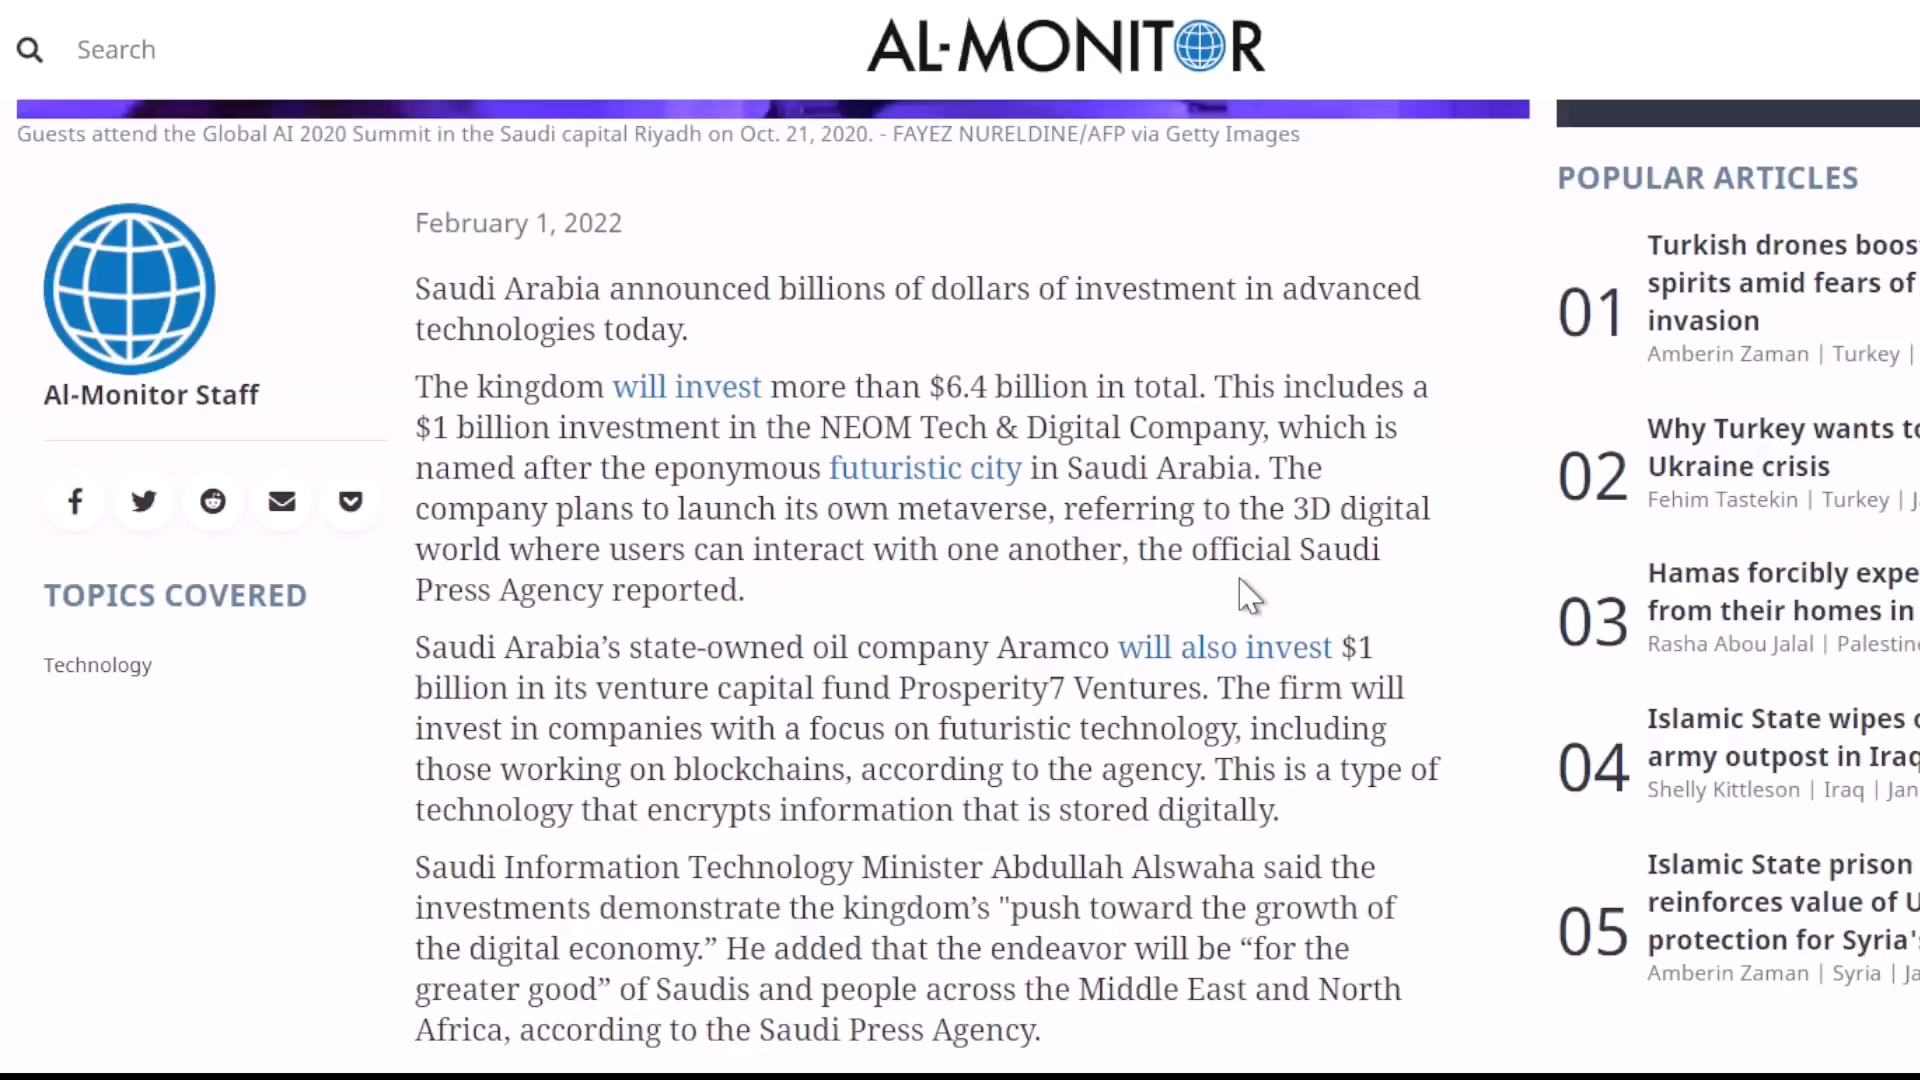 Search
AL-MONITOR
Guests attend the Global AI 2020 Summit in the Saudi capital Riyadh on Oct. 21, 2020. - FAYEZ NURELDINE/AFP via Getty Images
Al-Monitor Staff
TOPICS COVERED
Technology
February 1, 2022
Saudi Arabia announced billions of dollars of investment in advanced
technologies today.
The kingdom will invest more than $6.4 billion in total. This includes a
$1 billion investment in the NEOM Tech & Digital Company, which is
named after the eponymous futuristic city in Saudi Arabia. The
company plans to launch its own metaverse, referring to the 3D digital
world where users can interact with one another, the official Saudi
Press Agency reported.
Saudi Arabia’s state-owned oil company Aramco will also invest $1
billion in its venture capital fund Prosperity7 Ventures. The firm will
invest in companies with a focus on futuristic technology, including
those working on blockchains, according to the agency. This is a type of
technology that encrypts information that is stored digitally.
Saudi Information Technology Minister Abdullah Alswaha said the
investments demonstrate the kingdom’s "push toward the growth of
the digital economy.” He added that the endeavor will be “for the
greater good” of Saudis and people across the Middle East and North
Africa, according to the Saudi Press Agency.
POPULAR ARTICLES
01
Turkish drones boos
spirits amid fears of
invasion
Amberin Zaman | Turkey |
02
Why Turkey wants to
Ukraine crisis
Fehim Tastekin | Turkey | J
03
Hamas forcibly expe
from their homes in
Rasha Abou Jalal | Palestin
04
Islamic State wipes
army outpost in Iraq
Shelly Kittleson | Iraq | Jan
05
Islamic State prison
reinforces value of U
protection for Syria's
Amberin Zaman | Syria | Ja